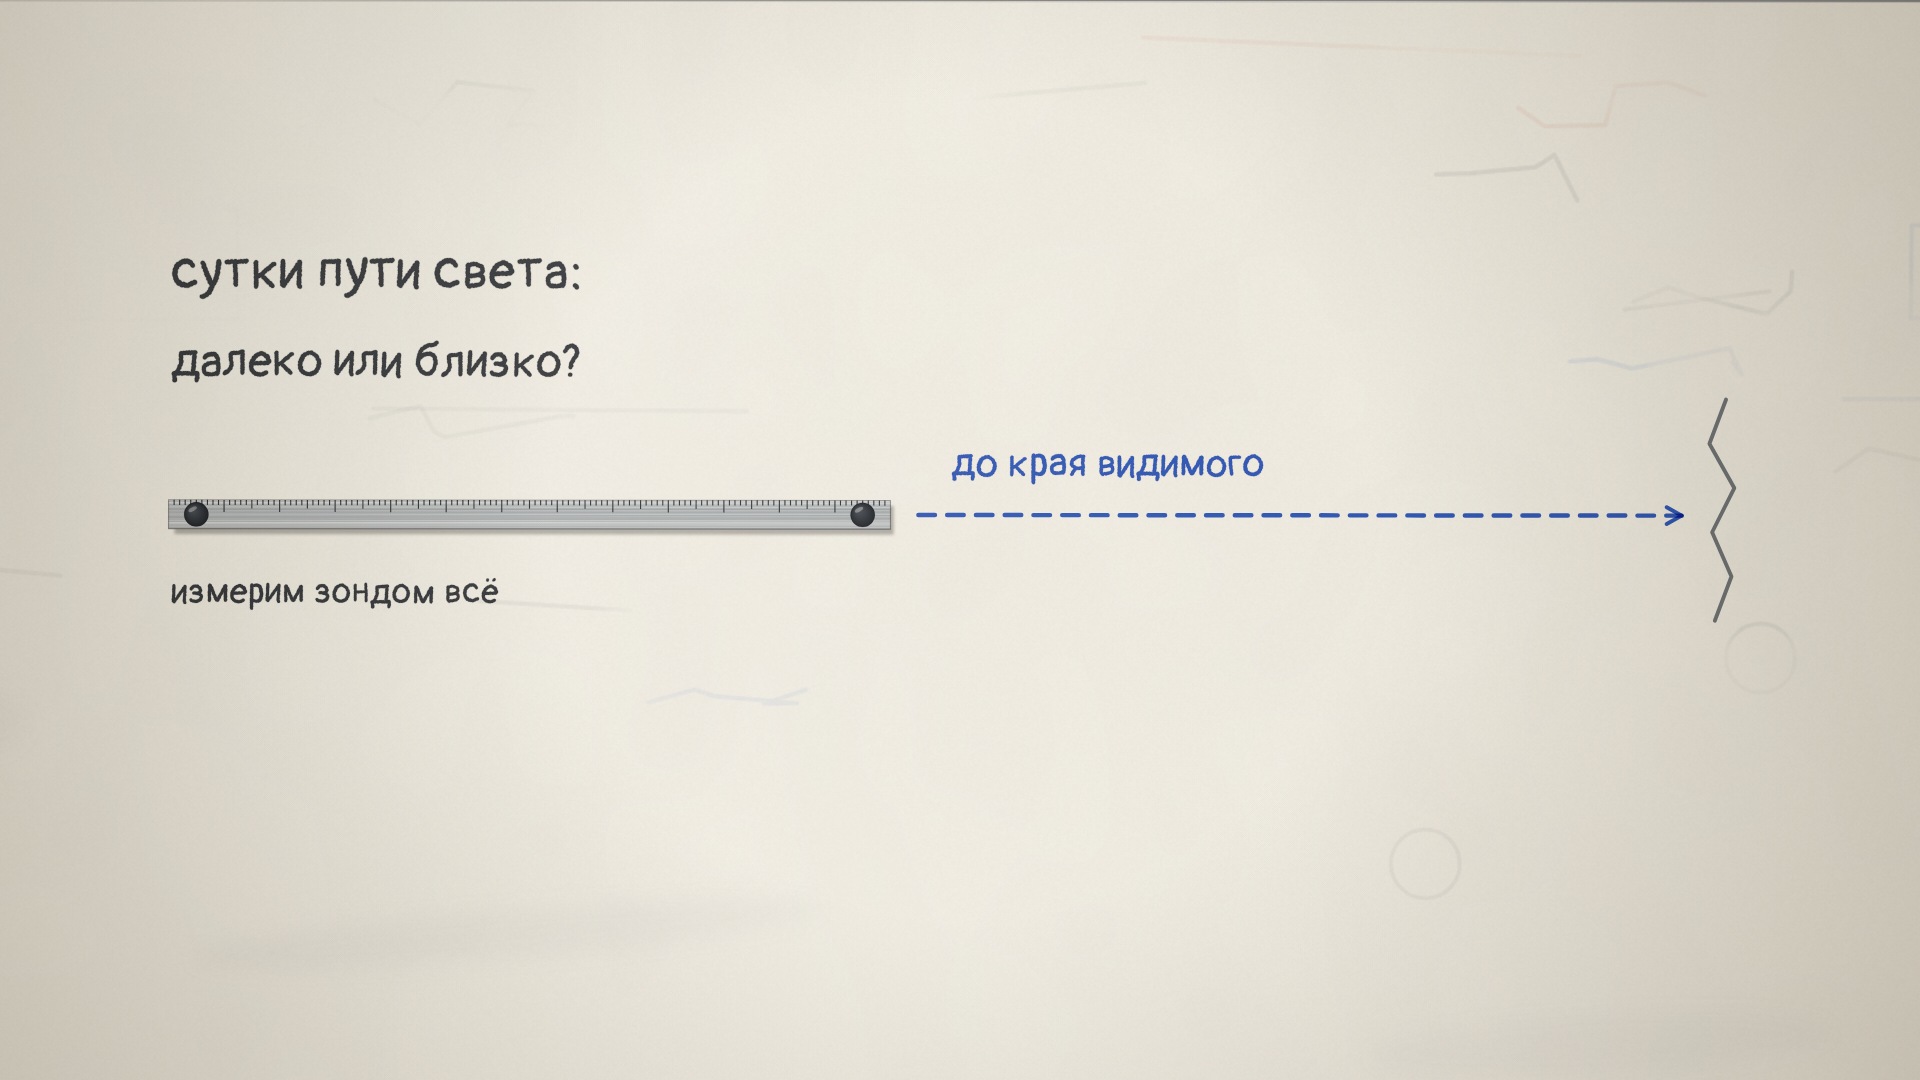 сутки пути света:
далеко или близко?
до края видимого
измерим зондом всё